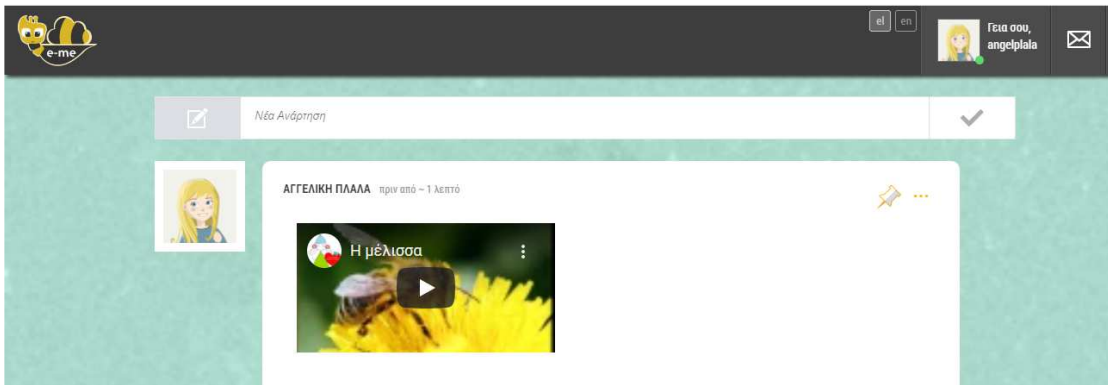 e-me
el en
Γεια σου,
angelplala
Νέα Ανάρτηση
ΑΓΓΕΛΙΚΗ ΠΛΑΛΑ πριν από ~ 1 λεπτό
Η μέλισσα